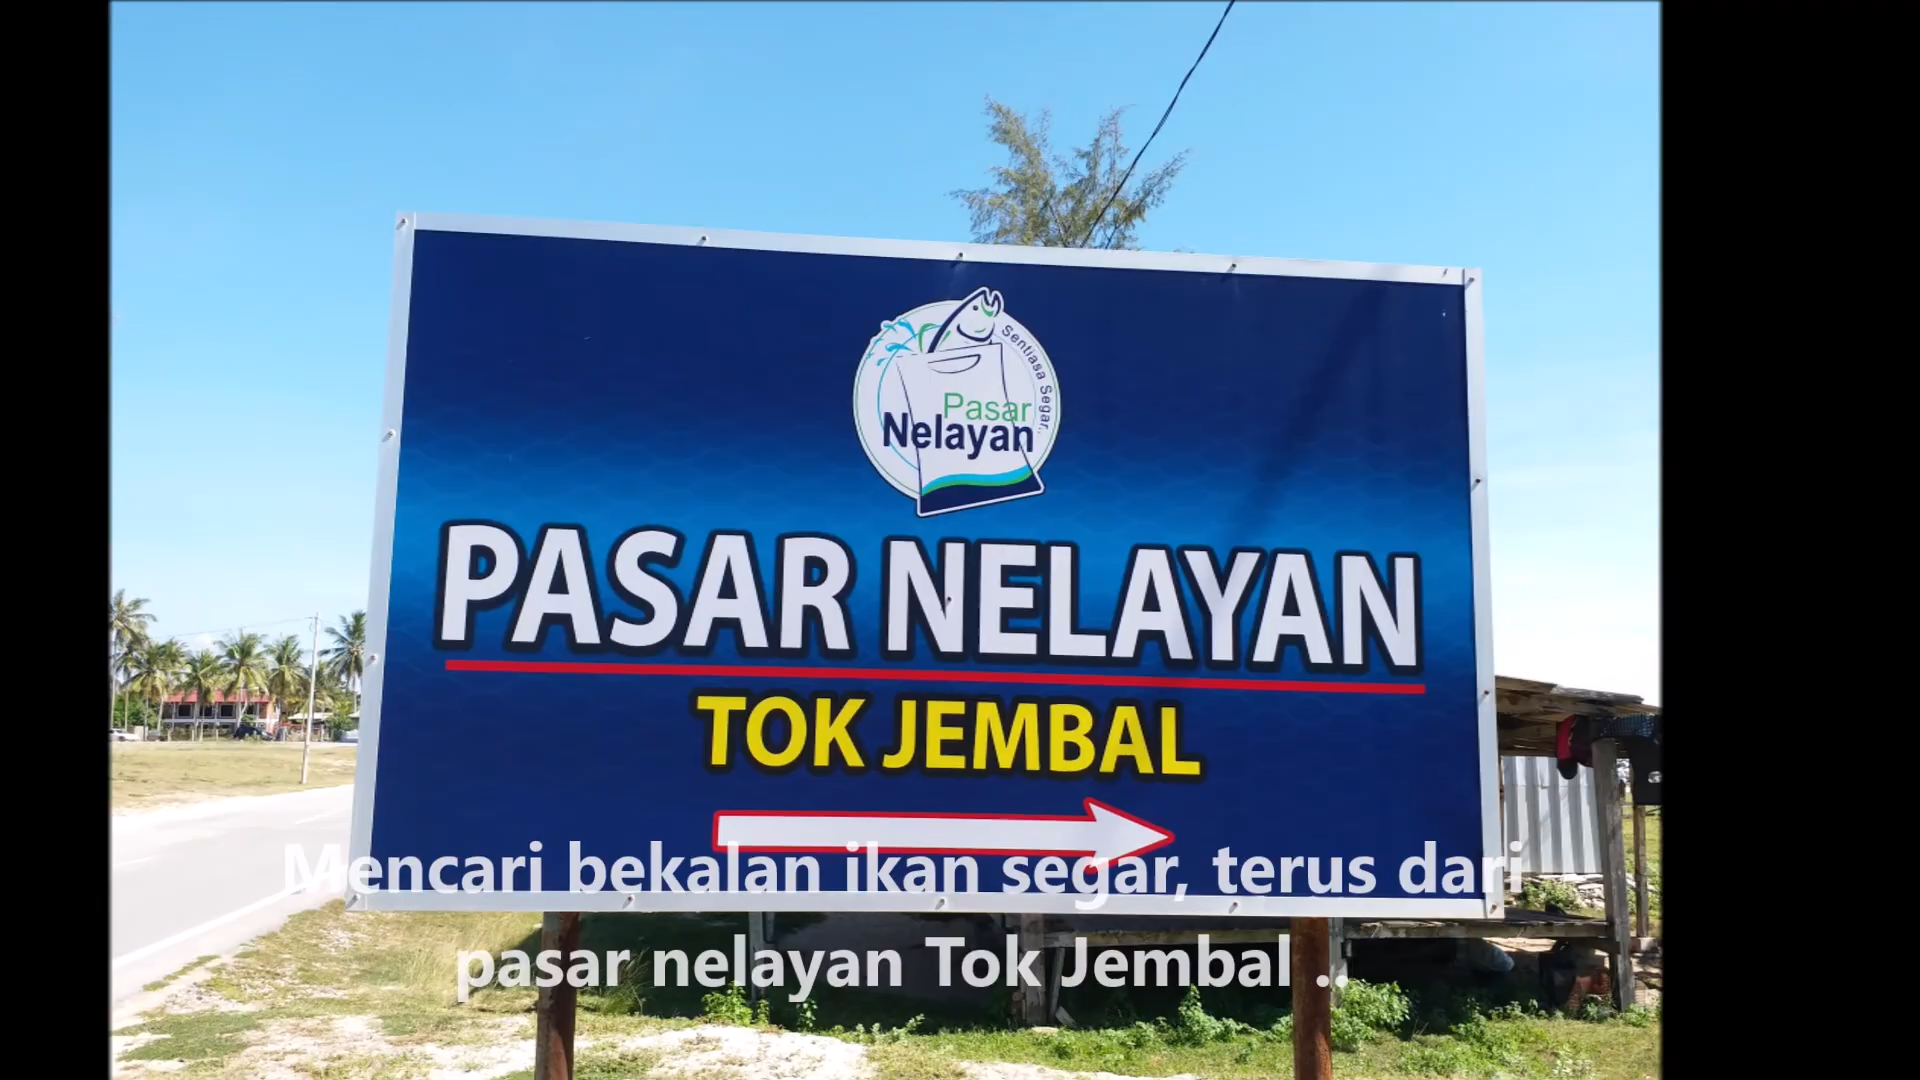 Sentiasa Segar..
Pasar
Nelayan
PASAR NELAYAN
TOK JEMBAL
Mencari bekalan ikan segar, terus dari
pasar nelayan Tok Jembal ..